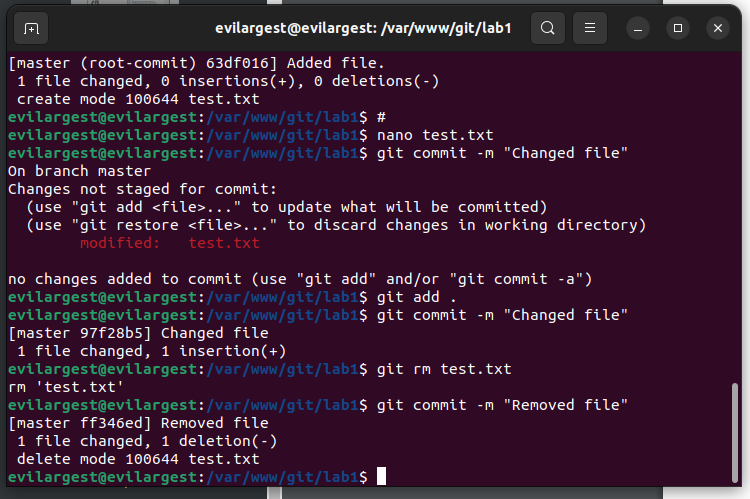 evilargest@evilargest: /var/www/git/lab1
[master (root-commit) 63df016] Added file.
 1 file changed, 0 insertions(+), 0 deletions(-)
 create mode 100644 test.txt
evilargest@evilargest:/var/www/git/lab1$ #
evilargest@evilargest:/var/www/git/lab1$ nano test.txt
evilargest@evilargest:/var/www/git/lab1$ git commit -m "Changed file"
On branch master
Changes not staged for commit:
  (use "git add <file>..." to update what will be committed)
  (use "git restore <file>..." to discard changes in working directory)
        modified:   test.txt

no changes added to commit (use "git add" and/or "git commit -a")
evilargest@evilargest:/var/www/git/lab1$ git add .
evilargest@evilargest:/var/www/git/lab1$ git commit -m "Changed file"
[master 97f28b5] Changed file
 1 file changed, 1 insertion(+)
evilargest@evilargest:/var/www/git/lab1$ git rm test.txt
rm 'test.txt'
evilargest@evilargest:/var/www/git/lab1$ git commit -m "Removed file"
[master ff346ed] Removed file
 1 file changed, 1 deletion(-)
 delete mode 100644 test.txt
evilargest@evilargest:/var/www/git/lab1$